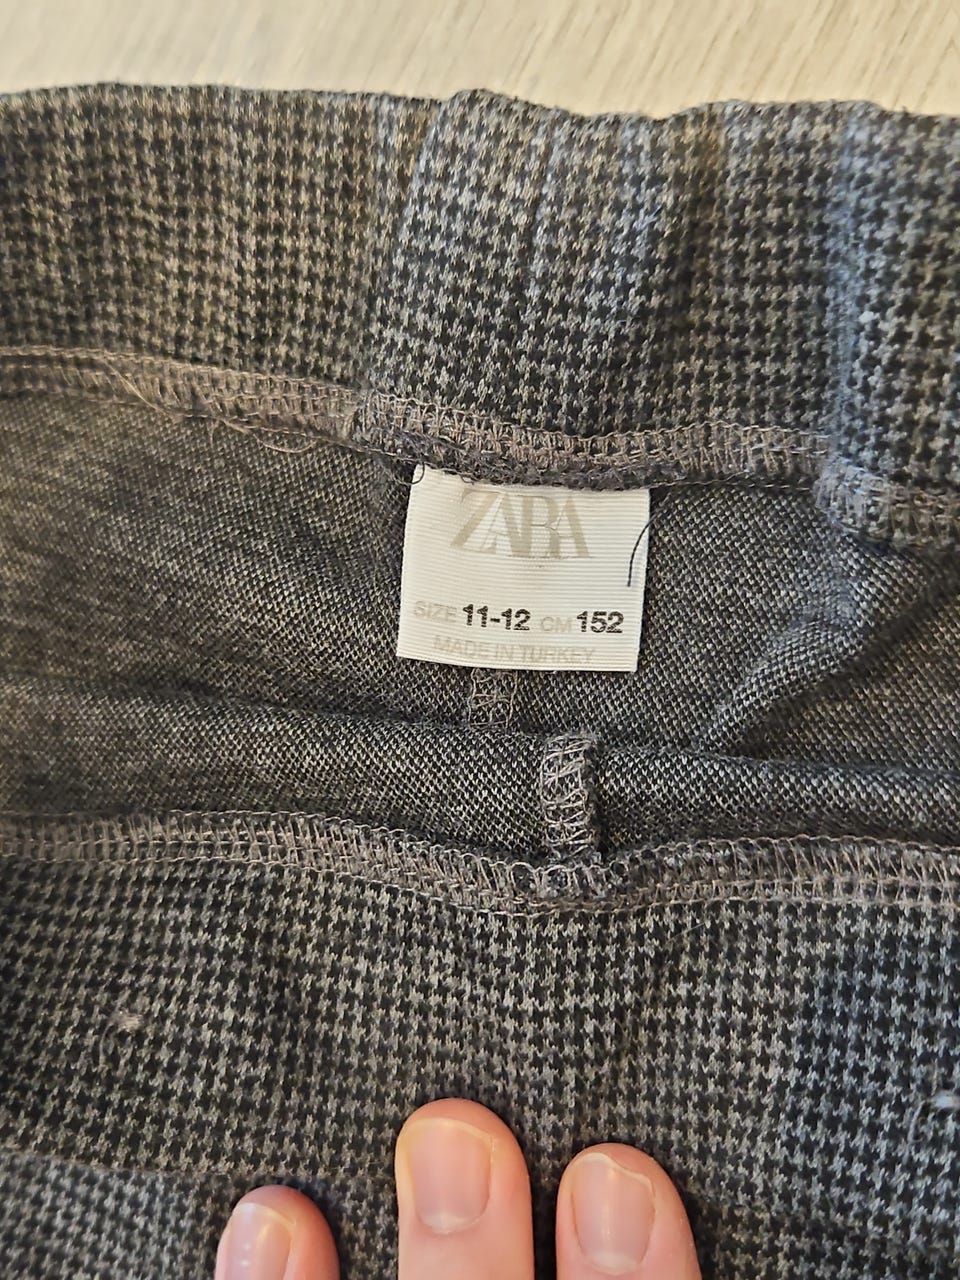 ZARA
SIZE 11-12 CM 152
MADE IN TURKEY